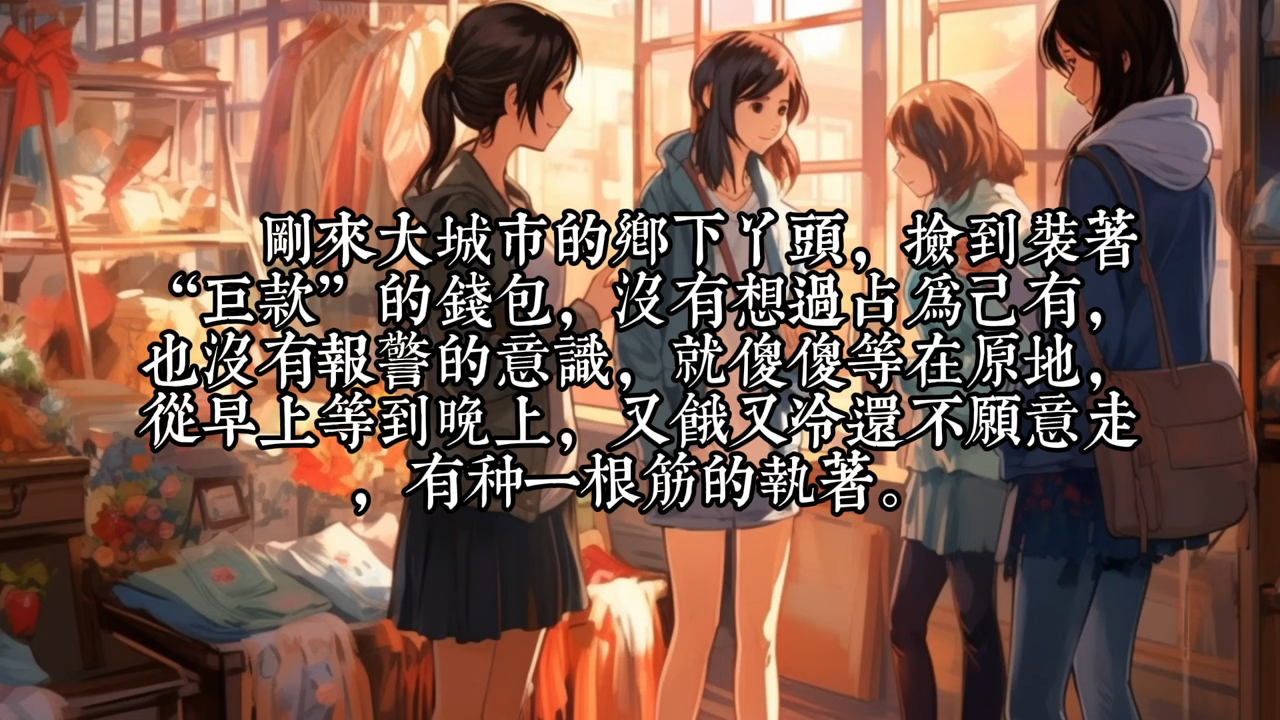 剛來大城市的鄉下丫頭，撿到裝著
“巨款”的錢包，沒有想過占爲己有，
也沒有報警的意識，就傻傻等在原地，
從早上等到晚上，又餓又冷還不願意走
，有种一根筋的執著。